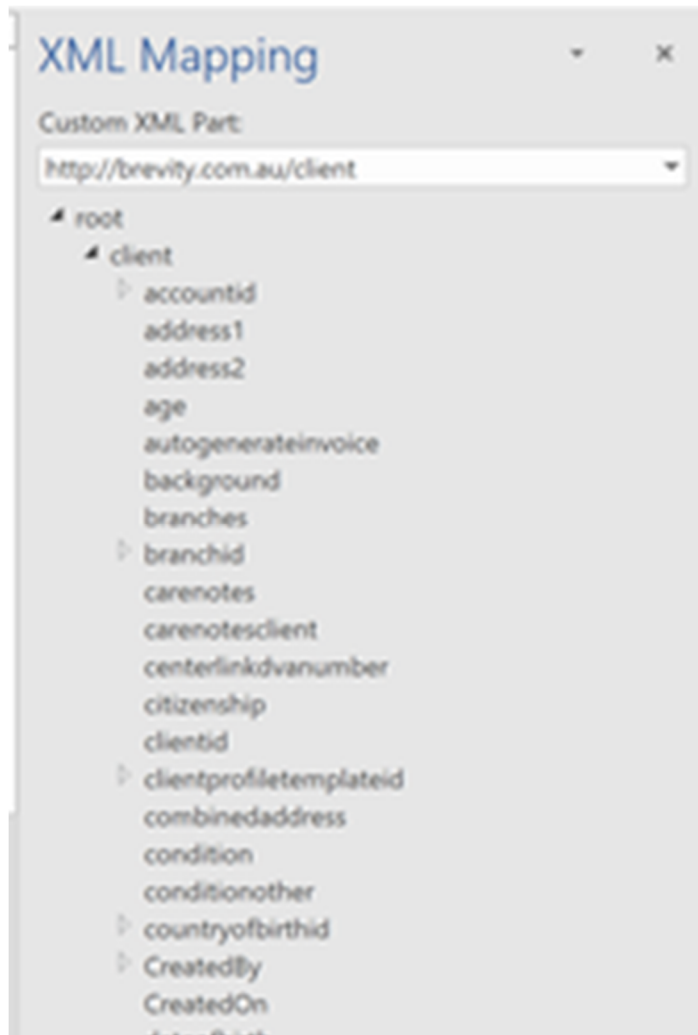 XML Mapping
Custom XML Part:
http://brevity.com.au/client
root
client
accountid
address1
address2
age
autogenerateinvoice
background
branches
branchid
carenotes
carenotesclient
centerlinkdvanumber
citizenship
clientid
clientprofiletemplateid
combinedaddress
condition
conditionother
countryofbirthid
CreatedBy
CreatedOn